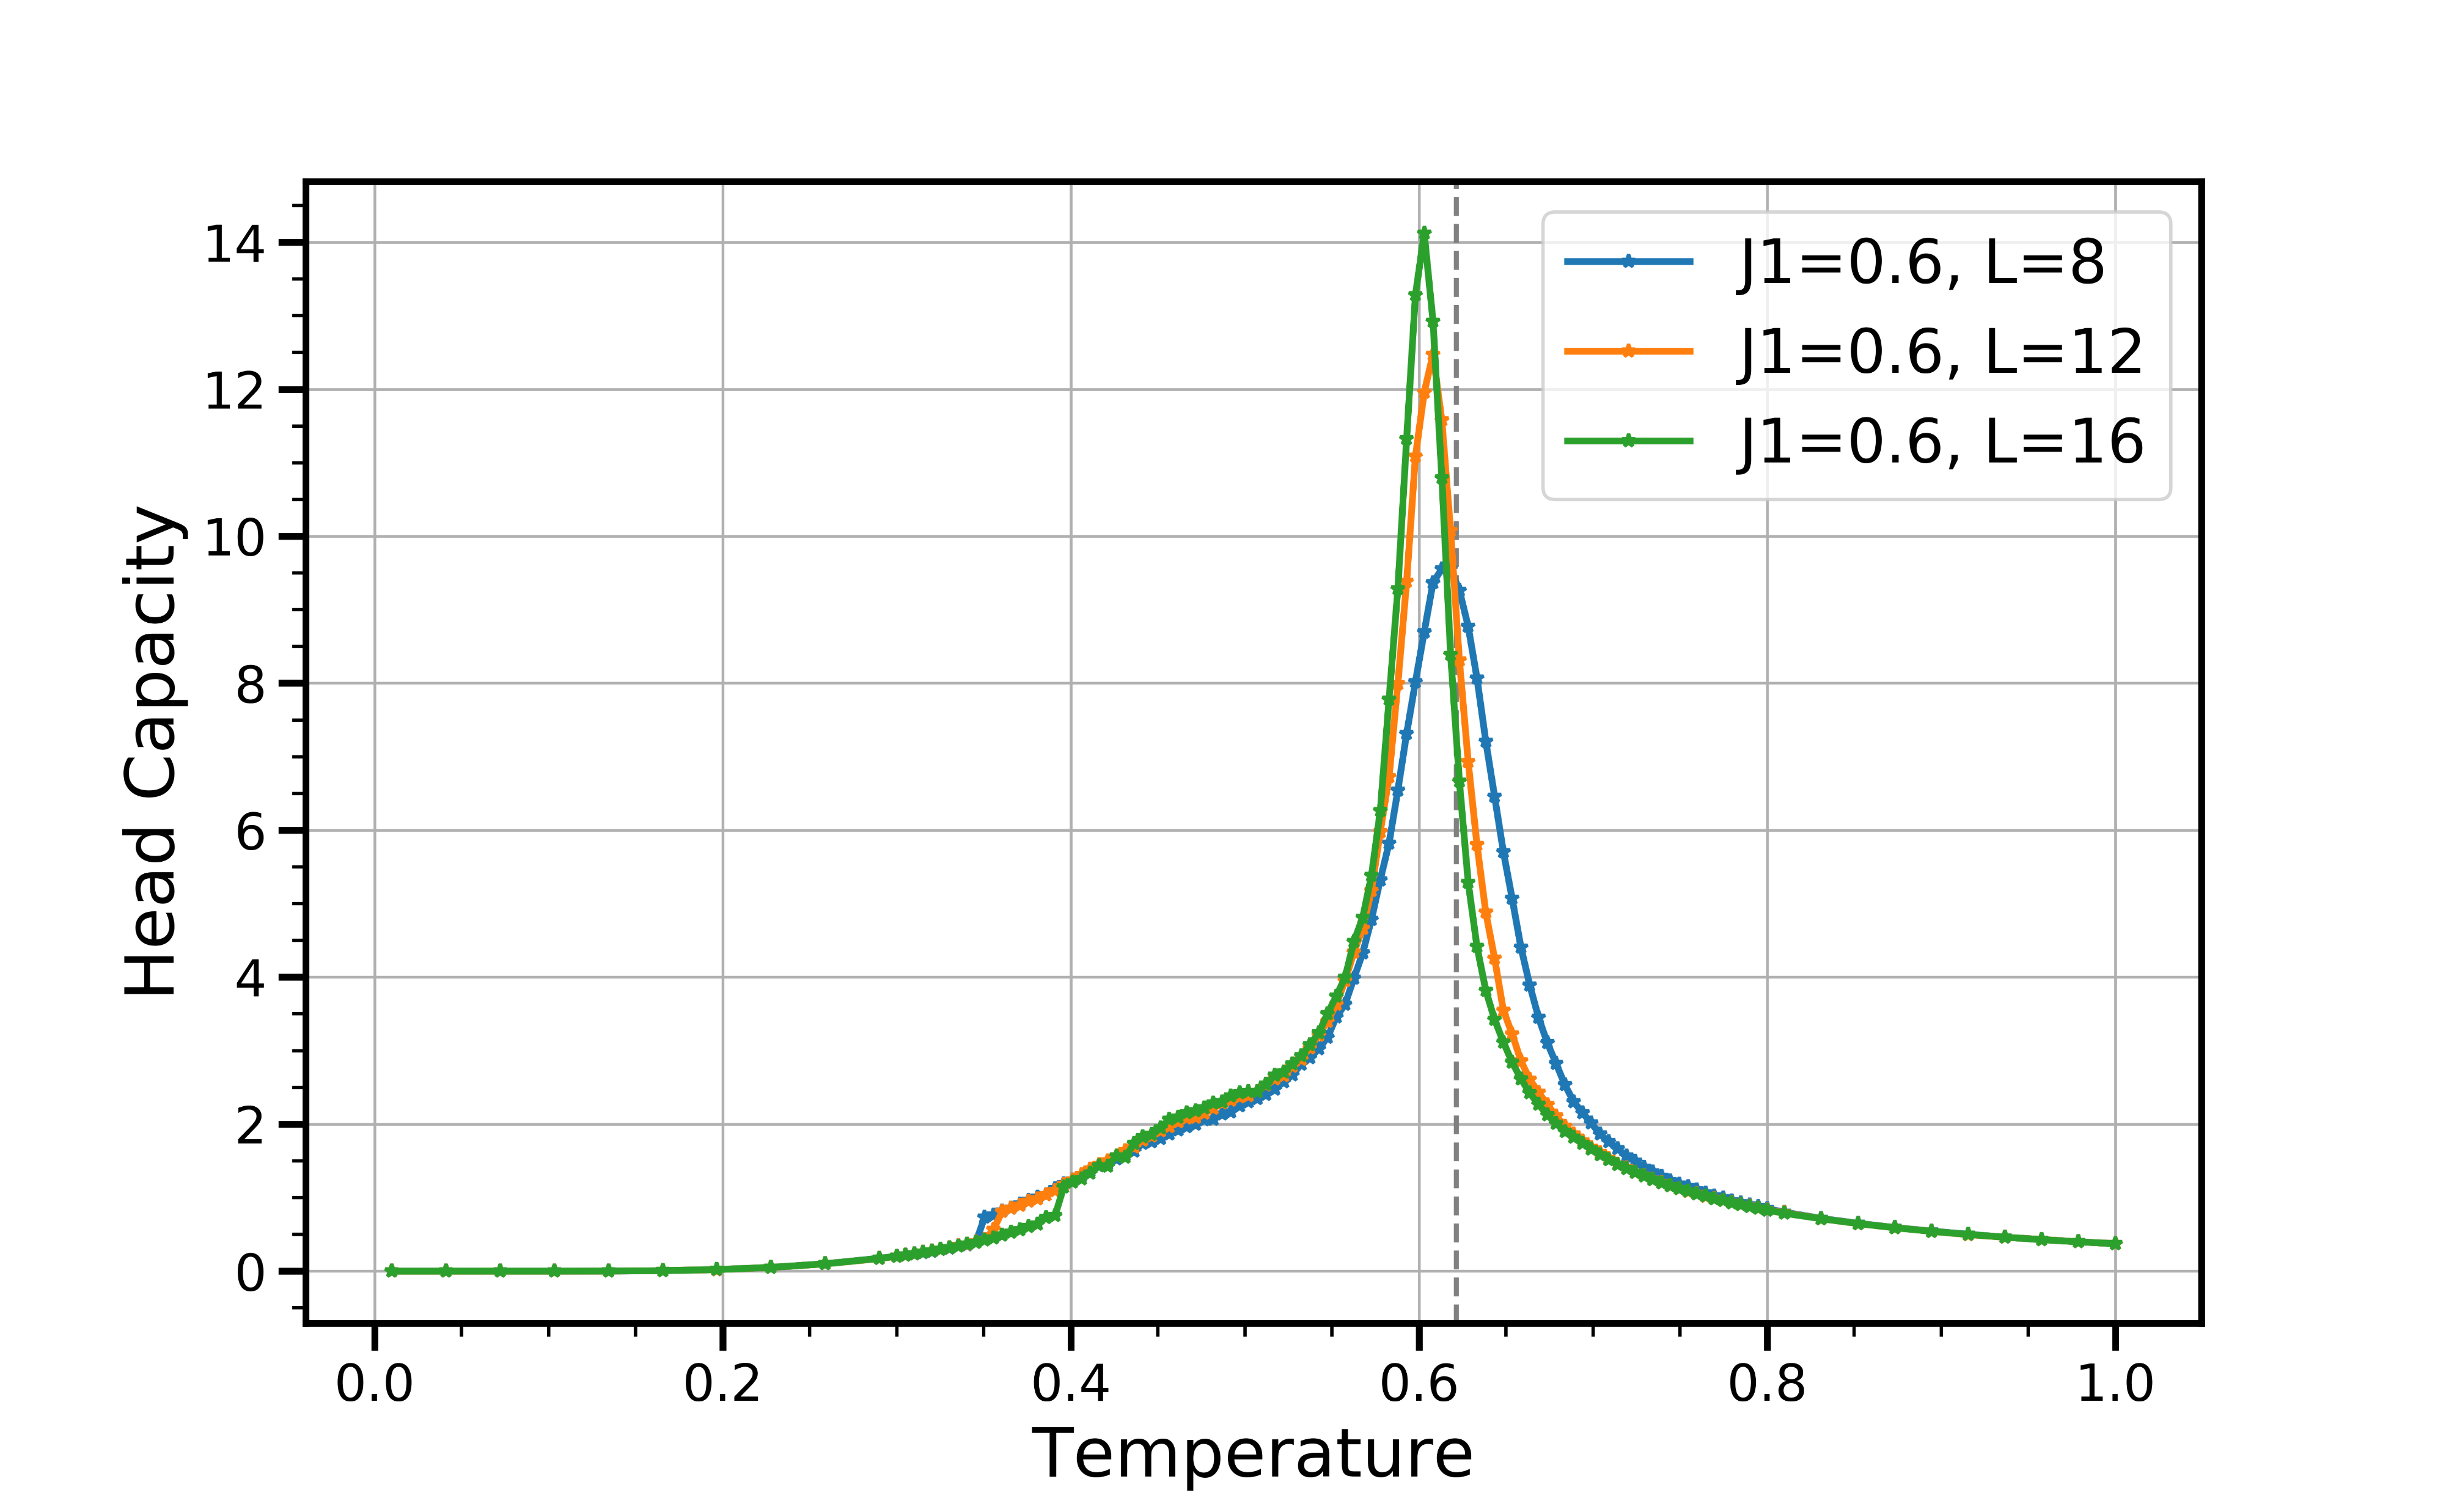 14
12
10
8
6
4
2
0
Head Capacity
J1=0.6, L=8
J1=0.6, L=12
J1=0.6, L=16
0.0 0.2 0.4 0.6 0.8 1.0
Temperature